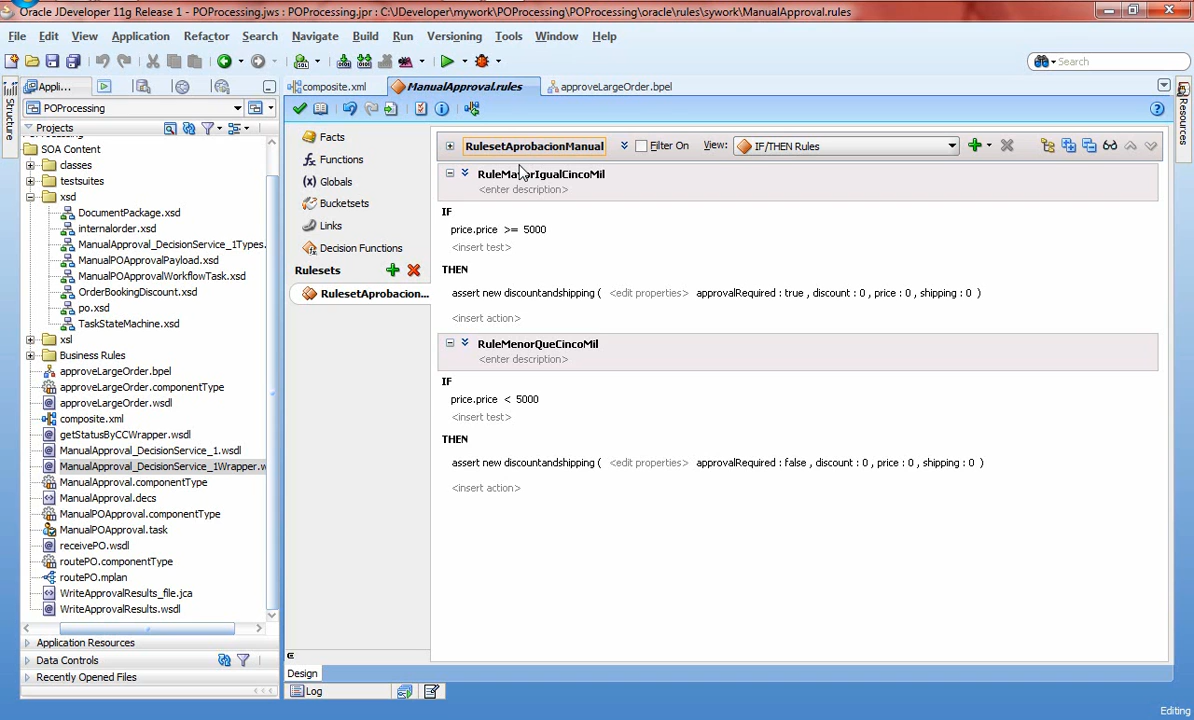 Oracle JDeveloper 11g Release 1 - POProcessing.jws : POProcessing.jpr : C:\JDeveloper\mywork\POProcessing\POProcessing\oracle\rules\sywork\ManualApproval.rules
File Edit View Application Refactor Search Navigate Build Run Versioning Tools Window Help
Search
Appli...
composite.xml
ManualApproval.rules
approveLargeOrder.bpel
Structure
Resources
POProcessing
Projects
SOA Content
classes
testsuites
xsd
DocumentPackage.xsd
internalorder.xsd
ManualApproval_DecisionService_1Types.
ManualPOApprovalPayload.xsd
ManualPOApprovalWorkflowTask.xsd
OrderBookingDiscount.xsd
po.xsd
TaskStateMachine.xsd
xsl
Business Rules
approveLargeOrder.bpel
approveLargeOrder.componentType
approveLargeOrder.wsdl
composite.xml
getStatusByCCWrapper.wsdl
ManualApproval_DecisionService_1.wsdl
ManualApproval_DecisionService_1Wrapper.w
ManualApproval.componentType
ManualApproval.decs
ManualPOApproval.componentType
ManualPOApproval.task
receivePO.wsdl
routePO.componentType
routePO.mplan
WriteApprovalResults_file.jca
WriteApprovalResults.wsdl
Application Resources
Data Controls
Recently Opened Files
Facts
Functions
Globals
Bucketsets
Links
Decision Functions
Rulesets
RulesetAprobacion...
RulesetAprobacionManual
Filter On
View: IF/THEN Rules
RuleMayorIgualCincoMil
<enter description>
IF
price.price >= 5000
<insert test>
THEN
assert new discountandshipping ( <edit properties> approvalRequired : true , discount : 0 , price : 0 , shipping : 0 )
<insert action>
RuleMenorQueCincoMil
<enter description>
IF
price.price < 5000
<insert test>
THEN
assert new discountandshipping ( <edit properties> approvalRequired : false , discount : 0 , price : 0 , shipping : 0 )
<insert action>
Design
Log
Editing